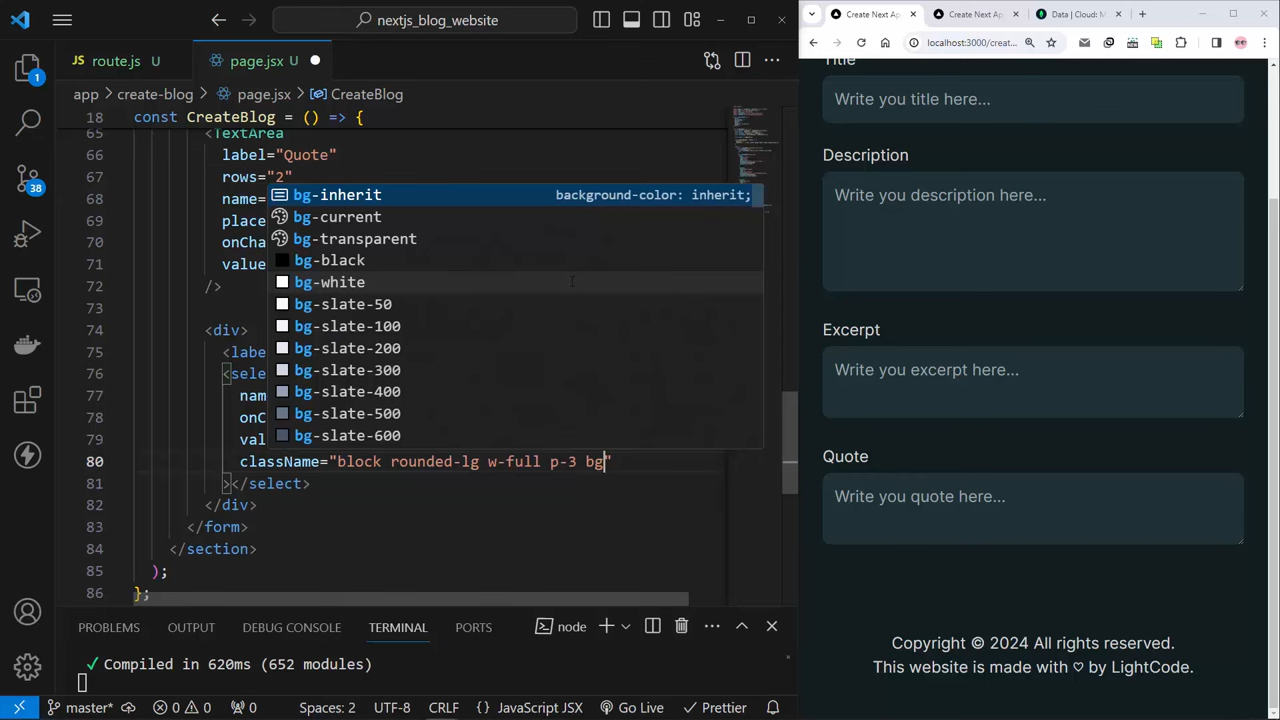 nextjs_blog_website
JS route.js U
page.jsx U
app > create-blog > page.jsx > CreateBlog
18 const CreateBlog = () => {
65 <TextArea
66 label="Quote"
67 rows="2"
68 name=
69 place
70 onCha
71 value
72 />
73
74 <div>
75 <labe
76 <sele
77 nam
78 onC
79 val
80 className="block rounded-lg w-full p-3 bg"
81 ></select>
82 </div>
83 </form>
84 </section>
85 );
86 };
bg-inherit background-color: inherit;
bg-current
bg-transparent
bg-black
bg-white
bg-slate-50
bg-slate-100
bg-slate-200
bg-slate-300
bg-slate-400
bg-slate-500
bg-slate-600
1
38
PROBLEMS OUTPUT DEBUG CONSOLE TERMINAL PORTS
node
✓ Compiled in 620ms (652 modules)
master* 0 0 0 Spaces: 2 UTF-8 CRLF {} JavaScript JSX Go Live Prettier
Create Next Ap
Create Next Ap
Data | Cloud: M
localhost:3000/creat...
Title
Write you title here...
Description
Write you description here...
Excerpt
Write you excerpt here...
Quote
Write you quote here...
Copyright © 2024 All rights reserved.
This website is made with ♡ by LightCode.